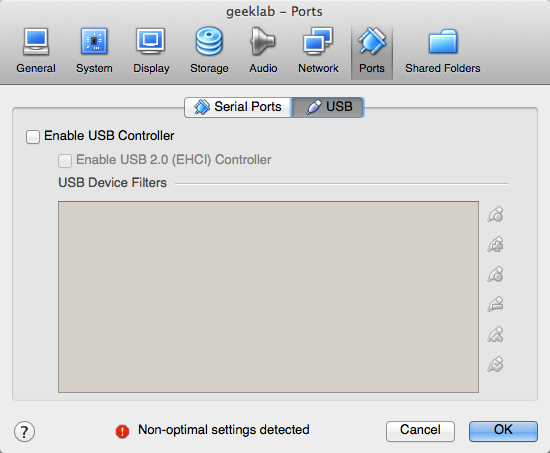 geeklab – Ports
General System Display Storage Audio Network Ports Shared Folders
Serial Ports USB
Enable USB Controller
Enable USB 2.0 (EHCI) Controller
USB Device Filters
? Non-optimal settings detected Cancel OK